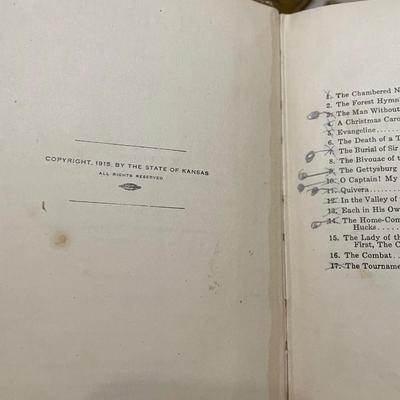 COPYRIGHT, 1915, BY THE STATE OF KANSAS
ALL RIGHTS RESERVED
1. The Chambered N
2. The Forest Hymn
3. The Man Without
4. A Christmas Caro
5. Evangeline
6. The Death of a T
7. The Burial of Sir
8. The Bivouac of th
9. The Gettysburg
10. O Captain! My
11. Quivera
12. In the Valley of
13. Each in His Own
14. The Home-Com
Hucks
15. The Lady of the
First, The C
16. The Combat
17. The Tourname